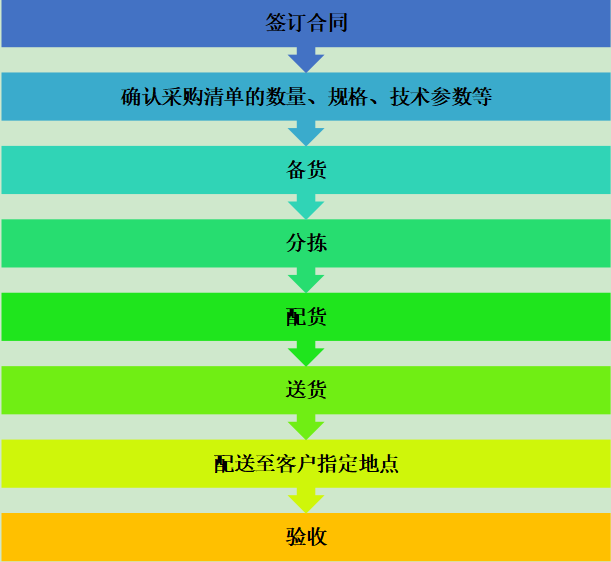 签订合同
确认采购清单的数量、规格、技术参数等
备货
分拣
配货
送货
配送至客户指定地点
验收